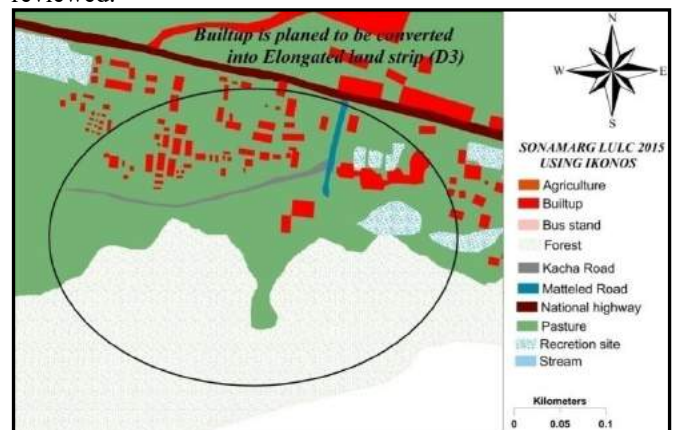 reviewed.
Builtup is planed to be converted
into Elongated land strip (D3)
N
W
E
S
SONAMARG LULC 2015
USING IKONOS
Agriculture
Builtup
Bus stand
Forest
Kacha Road
Matteled Road
National highway
Pasture
Recretion site
Stream
Kilometers
0 0.05 0.1